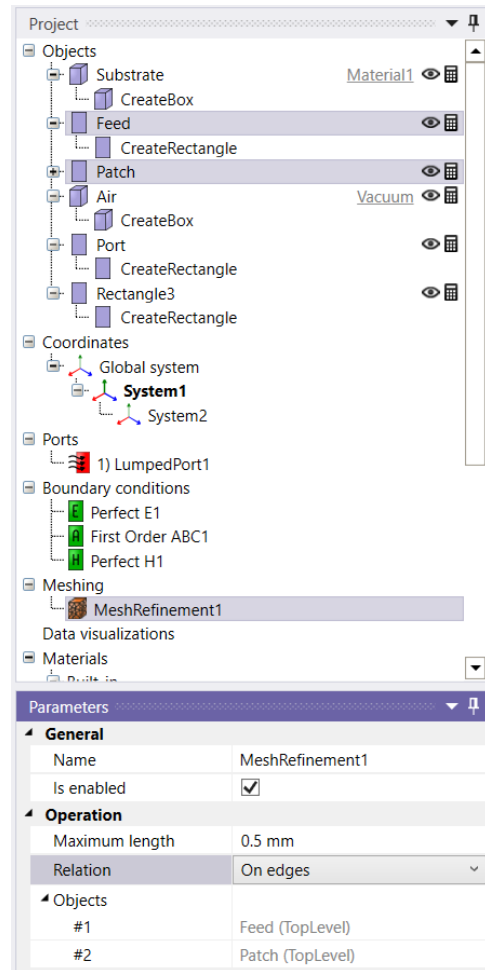 Project
Objects
Substrate Material1
CreateBox
Feed
CreateRectangle
Patch
Air Vacuum
CreateBox
Port
CreateRectangle
Rectangle3
CreateRectangle
Coordinates
Global system
System1
System2
Ports
1) LumpedPort1
Boundary conditions
E Perfect E1
A First Order ABC1
H Perfect H1
Meshing
MeshRefinement1
Data visualizations
Materials
Built-in
Parameters
General
Name MeshRefinement1
Is enabled
Operation
Maximum length 0.5 mm
Relation On edges
Objects
#1 Feed (TopLevel)
#2 Patch (TopLevel)